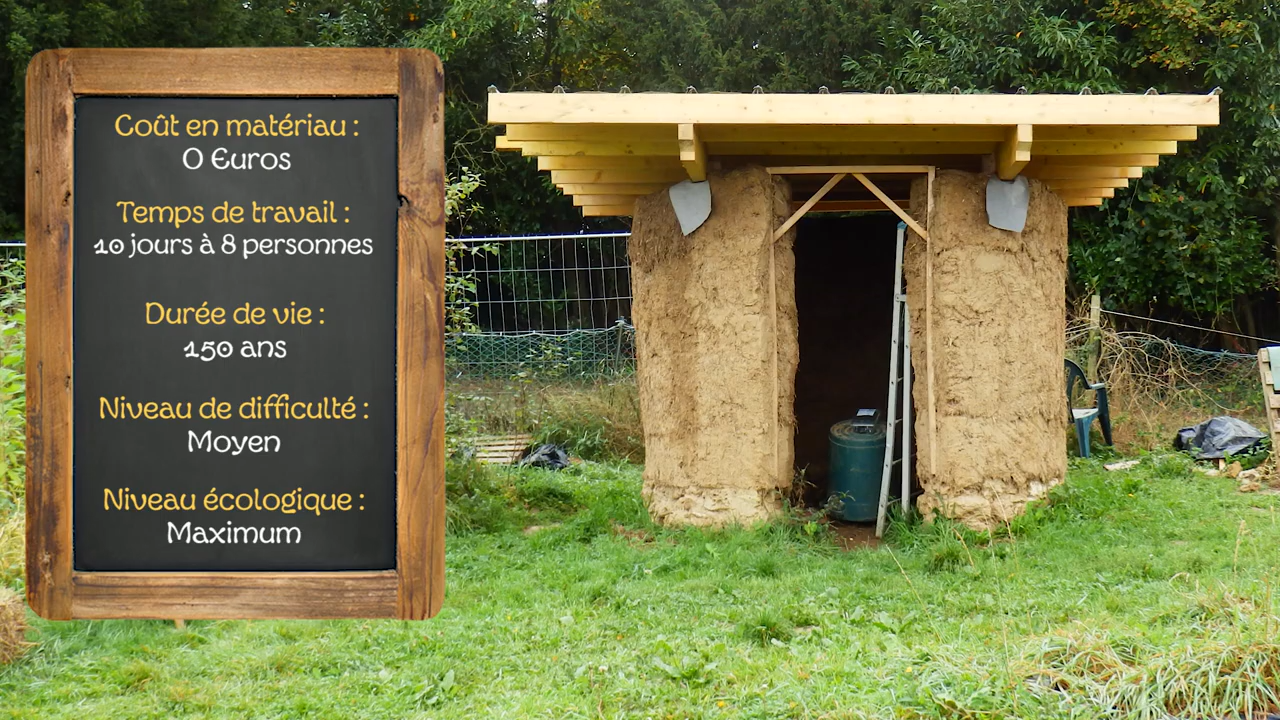 Coût en matériau :
0 Euros
Temps de travail :
10 jours à 8 personnes
Durée de vie :
150 ans
Niveau de difficulté :
Moyen
Niveau écologique :
Maximum